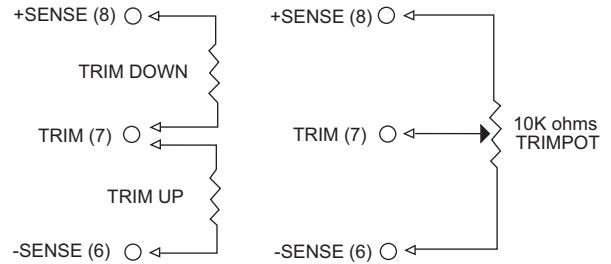 +SENSE (8)
TRIM DOWN
TRIM (7)
TRIM UP
-SENSE (6)
+SENSE (8)
TRIM (7)
10K ohms
TRIMPOT
-SENSE (6)